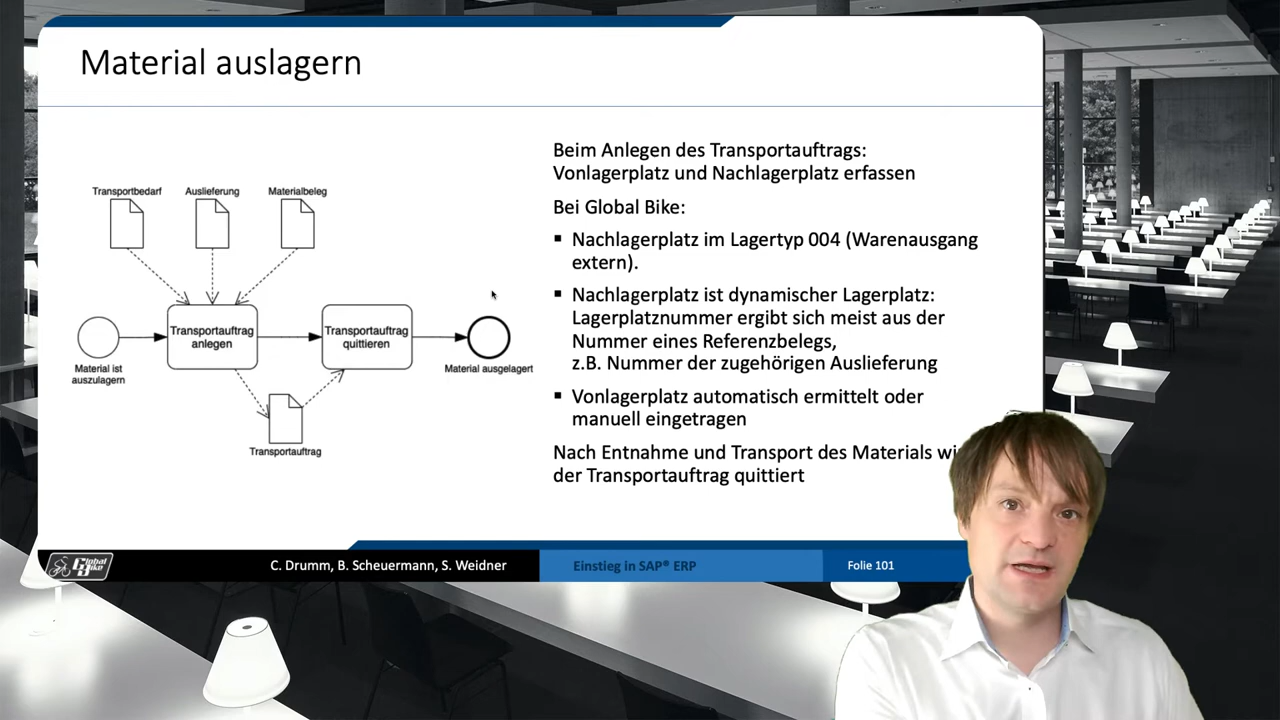 Material auslagern
Transportbedarf
Auslieferung
Materialbeleg
Transportauftrag
anlegen
Transportauftrag
quittieren
Material ist
auszulagern
Material ausgelagert
Transportauftrag
Beim Anlegen des Transportauftrags:
Vonlagerplatz und Nachlagerplatz erfassen
Bei Global Bike:
▪ Nachlagerplatz im Lagertyp 004 (Warenausgang
extern).
▪ Nachlagerplatz ist dynamischer Lagerplatz:
Lagerplatznummer ergibt sich meist aus der
Nummer eines Referenzbelegs,
z.B. Nummer der zugehörigen Auslieferung
▪ Vonlagerplatz automatisch ermittelt oder
manuell eingetragen
Nach Entnahme und Transport des Materials wi
der Transportauftrag quittiert
Global
Bike
C. Drumm, B. Scheuermann, S. Weidner
Einstieg in SAP® ERP
Folie 101